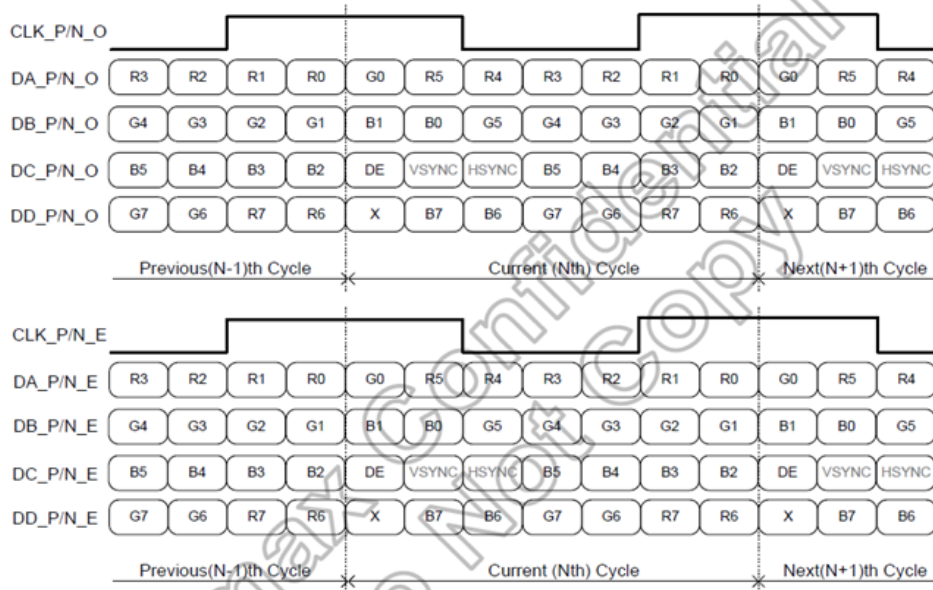 CLK_P/N_O
DA_P/N_O R3 R2 R1 R0 G0 R5 R4 R3 R2 R1 R0 G0 R5 R4
DB_P/N_O G4 G3 G2 G1 B1 B0 G5 G4 G3 G2 G1 B1 B0 G5
DC_P/N_O B5 B4 B3 B2 DE VSYNC HSYNC B5 B4 B3 B2 DE VSYNC HSYNC
DD_P/N_O G7 G6 R7 R6 X B7 B6 G7 G6 R7 R6 X B7 B6
Previous(N-1)th Cycle Current (Nth) Cycle Next(N+1)th Cycle
CLK_P/N_E
DA_P/N_E R3 R2 R1 R0 G0 R5 R4 R3 R2 R1 R0 G0 R5 R4
DB_P/N_E G4 G3 G2 G1 B1 B0 G5 G4 G3 G2 G1 B1 B0 G5
DC_P/N_E B5 B4 B3 B2 DE VSYNC HSYNC B5 B4 B3 B2 DE VSYNC HSYNC
DD_P/N_E G7 G6 R7 R6 X B7 B6 G7 G6 R7 R6 X B7 B6
Previous(N-1)th Cycle Current (Nth) Cycle Next(N+1)th Cycle
max Confidential
Do Not Copy